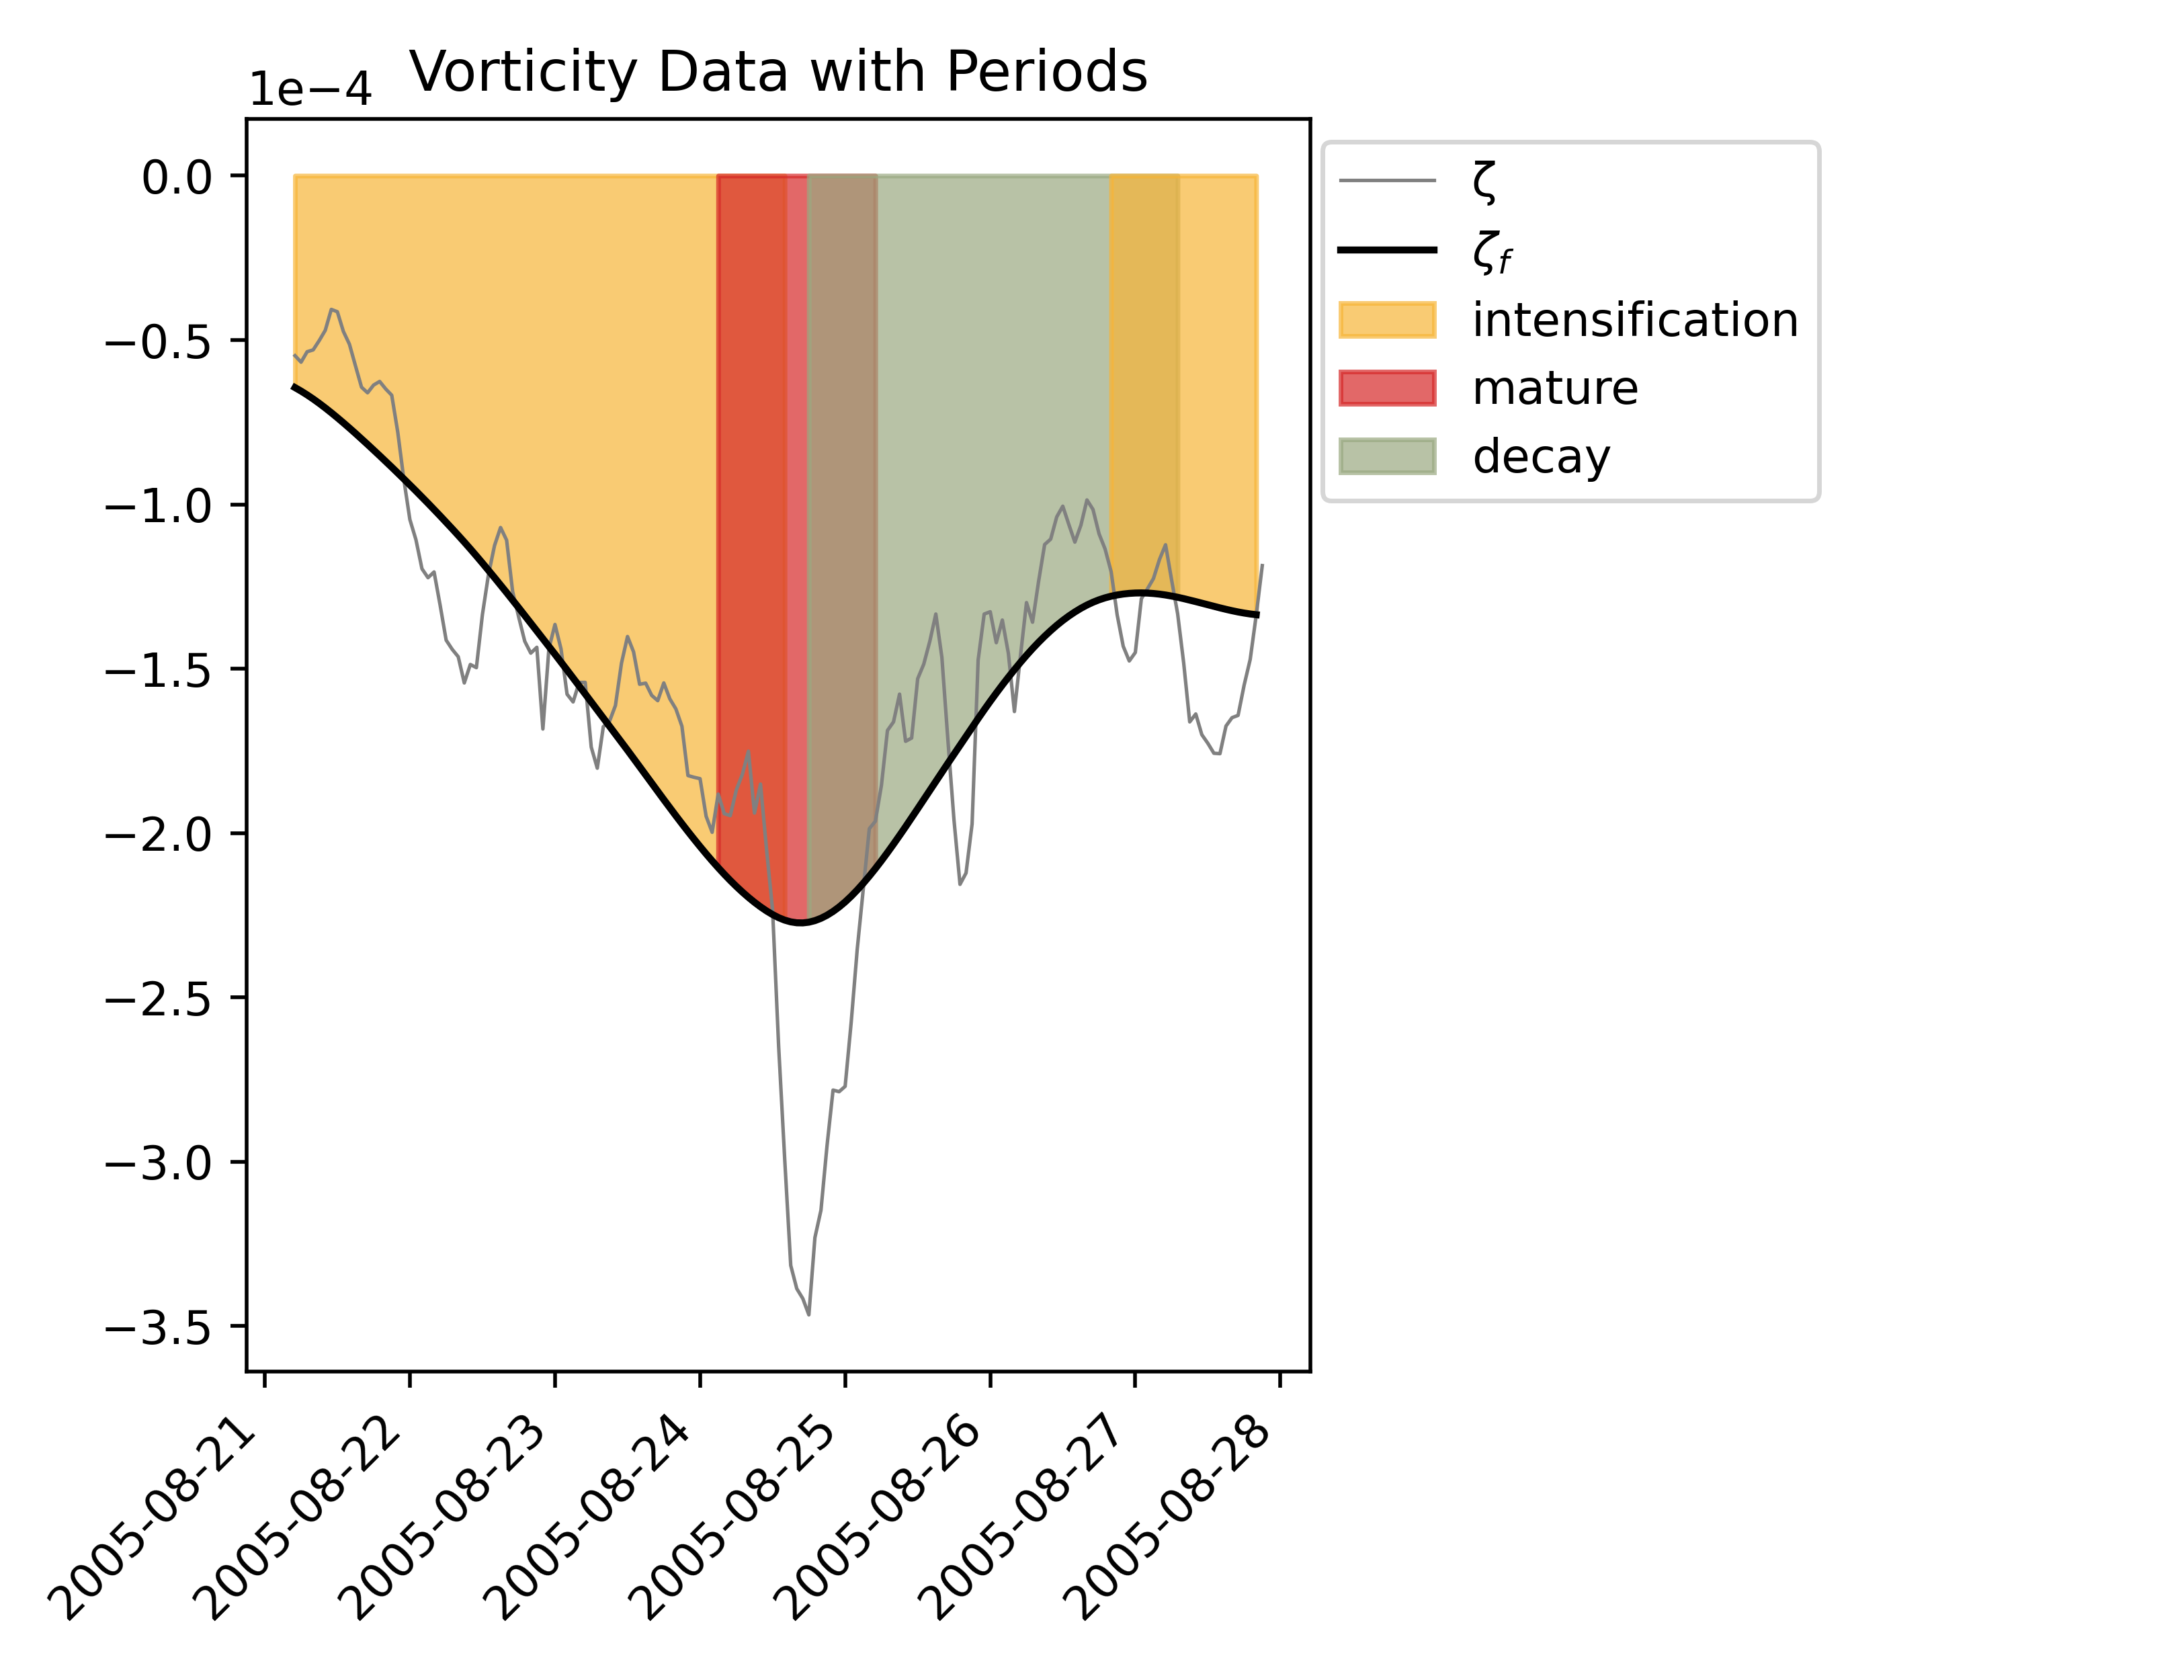 Vorticity Data with Periods
1e−4
0.0
−0.5
−1.0
−1.5
−2.0
−2.5
−3.0
−3.5
2005-08-21
2005-08-22
2005-08-23
2005-08-24
2005-08-25
2005-08-26
2005-08-27
2005-08-28
ζ
ζf
intensification
mature
decay